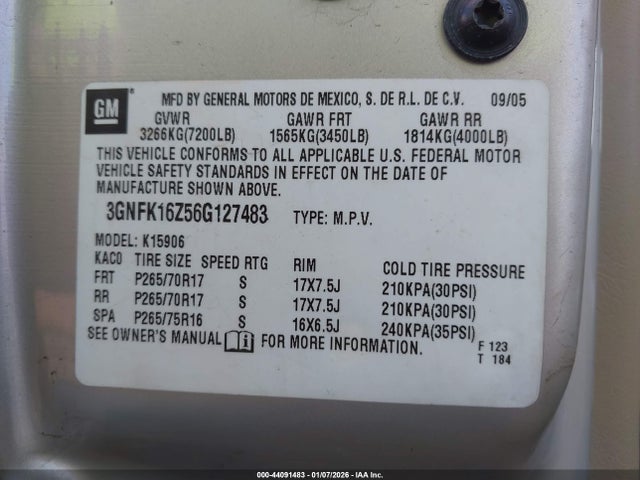 GM
MFD BY GENERAL MOTORS DE MEXICO, S. DE R.L. DE C.V. 09/05
GVWR GAWR FRT GAWR RR
3266KG(7200LB) 1565KG(3450LB) 1814KG(4000LB)
THIS VEHICLE CONFORMS TO ALL APPLICABLE U.S. FEDERAL MOTOR
VEHICLE SAFETY STANDARDS IN EFFECT ON THE DATE OF
MANUFACTURE SHOWN ABOVE.
3GNFK16Z56G127483 TYPE: M.P.V.
MODEL: K15906
KACO TIRE SIZE SPEED RTG RIM COLD TIRE PRESSURE
FRT P265/70R17 S 17X7.5J 210KPA(30PSI)
RR P265/70R17 S 17X7.5J 210KPA(30PSI)
SPA P265/75R16 S 16X6.5J 240KPA(35PSI)
SEE OWNER'S MANUAL FOR MORE INFORMATION.
F 123
T 184
000-44091483 | 01/07/2026 - IAA Inc.